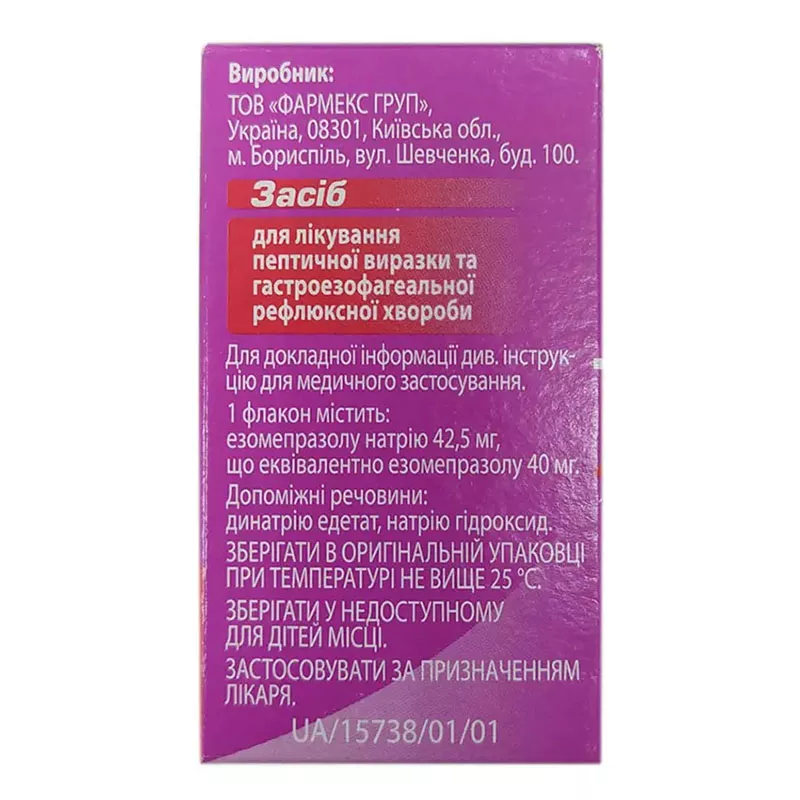 Виробник:
ТОВ «ФАРМЕКС ГРУП»,
Україна, 08301, Київська обл.,
м. Бориспіль, вул. Шевченка, буд. 100.
Засіб
для лікування
пептичної виразки та
гастроезофагеальної
рефлюксної хвороби
Для докладної інформації див. інструк-
цію для медичного застосування.
1 флакон містить:
езомепразолу натрію 42,5 мг,
що еквівалентно езомепразолу 40 мг.
Допоміжні речовини:
динатрію едетат, натрію гідроксид.
ЗБЕРІГАТИ В ОРИГІНАЛЬНІЙ УПАКОВЦІ
ПРИ ТЕМПЕРАТУРІ НЕ ВИЩЕ 25 °С.
ЗБЕРІГАТИ У НЕДОСТУПНОМУ
ДЛЯ ДІТЕЙ МІСЦІ.
ЗАСТОСОВУВАТИ ЗА ПРИЗНАЧЕННЯМ
ЛІКАРЯ.
UA/15738/01/01